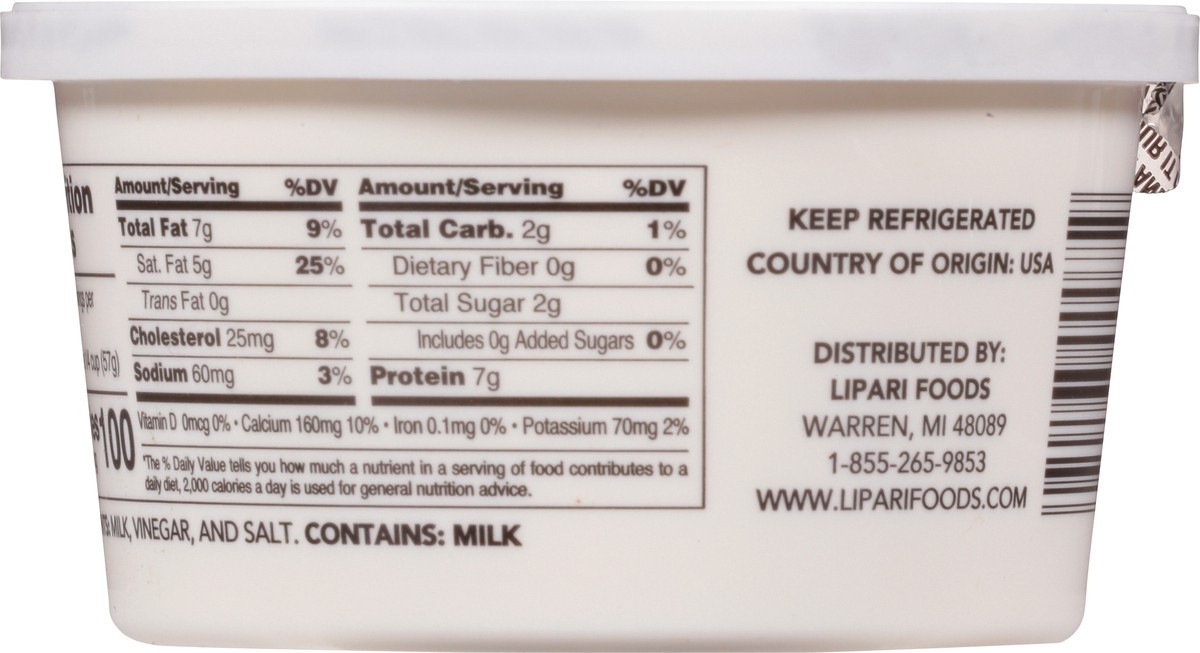 Amount/Serving %DV Amount/Serving %DV
Total Fat 7g 9% Total Carb. 2g 1%
Sat. Fat 5g 25% Dietary Fiber 0g 0%
Trans Fat 0g Total Sugar 2g
Cholesterol 25mg 8% Includes 0g Added Sugars 0%
cup (57g)
Sodium 60mg 3% Protein 7g
100
Vitamin D 0mcg 0% • Calcium 160mg 10% • Iron 0.1mg 0% • Potassium 70mg 2%
*The % Daily Value tells you how much a nutrient in a serving of food contributes to a
daily diet, 2,000 calories a day is used for general nutrition advice.
MILK, VINEGAR, AND SALT. CONTAINS: MILK
KEEP REFRIGERATED
COUNTRY OF ORIGIN: USA
DISTRIBUTED BY:
LIPARI FOODS
WARREN, MI 48089
1-855-265-9853
WWW.LIPARIFOODS.COM